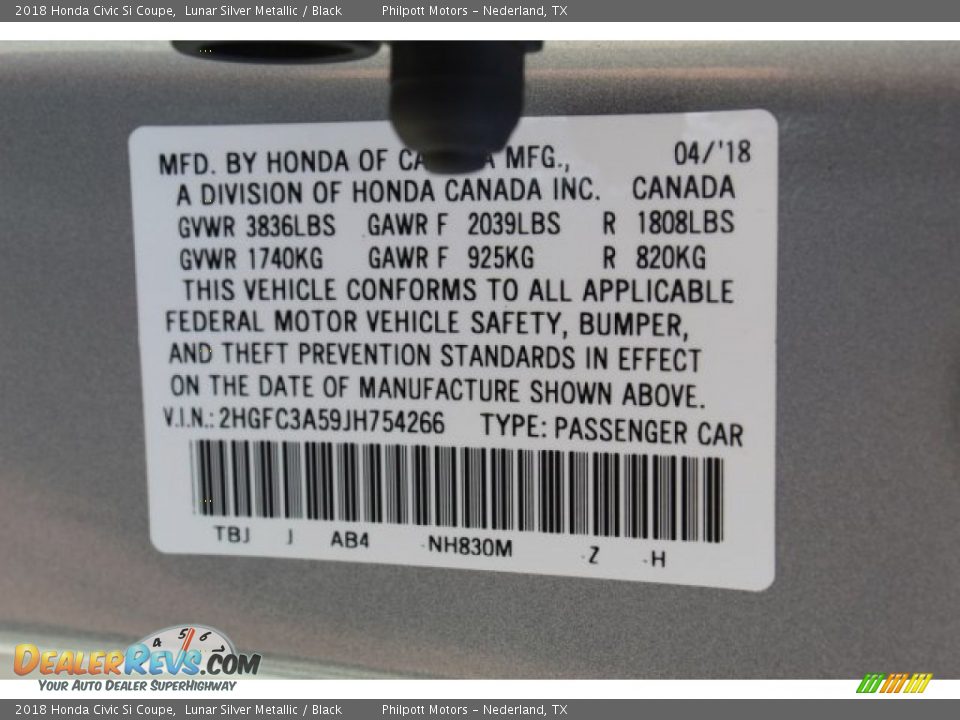 2018 Honda Civic Si Coupe, Lunar Silver Metallic / Black Philpott Motors - Nederland, TX
MFD. BY HONDA OF CA A MFG., 04/'18
A DIVISION OF HONDA CANADA INC. CANADA
GVWR 3836LBS GAWR F 2039LBS R 1808LBS
GVWR 1740KG GAWR F 925KG R 820KG
THIS VEHICLE CONFORMS TO ALL APPLICABLE
FEDERAL MOTOR VEHICLE SAFETY, BUMPER,
AND THEFT PREVENTION STANDARDS IN EFFECT
ON THE DATE OF MANUFACTURE SHOWN ABOVE.
V.I.N.: 2HGFC3A59JH754266 TYPE: PASSENGER CAR
TBJ J AB4 NH830M Z H
4 5 6
DEALERREVS.COM
YOUR AUTO DEALER SUPERHIGHWAY
2018 Honda Civic Si Coupe, Lunar Silver Metallic / Black Philpott Motors - Nederland, TX